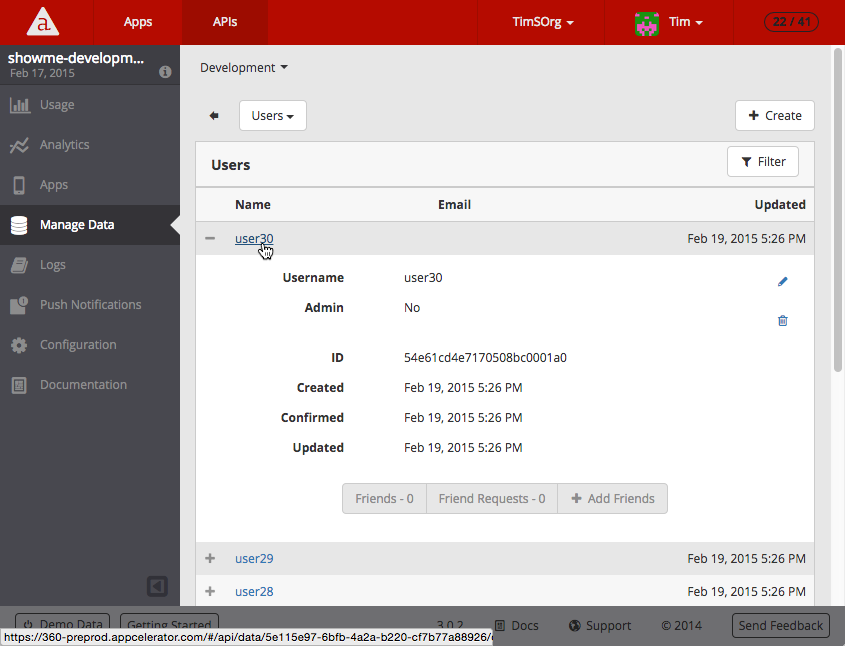 a Apps APIs TimSOrg Tim 22 / 41
showme-developm...
Feb 17, 2015
Usage
Analytics
Apps
Manage Data
Logs
Push Notifications
Configuration
Documentation
Development
Users
+ Create
Users
Filter
Name Email Updated
user30 Feb 19, 2015 5:26 PM
Username user30
Admin No
ID 54e61cd4e7170508bc0001a0
Created Feb 19, 2015 5:26 PM
Confirmed Feb 19, 2015 5:26 PM
Updated Feb 19, 2015 5:26 PM
Friends - 0 Friend Requests - 0 + Add Friends
user29 Feb 19, 2015 5:26 PM
user28 Feb 19, 2015 5:26 PM
Demo Data Getting Started 3.0.2 Docs Support © 2014 Send Feedback
https://360-preprod.appcelerator.com/#/api/data/5e115e97-6bfb-4a2a-b220-cf7b77a88926/